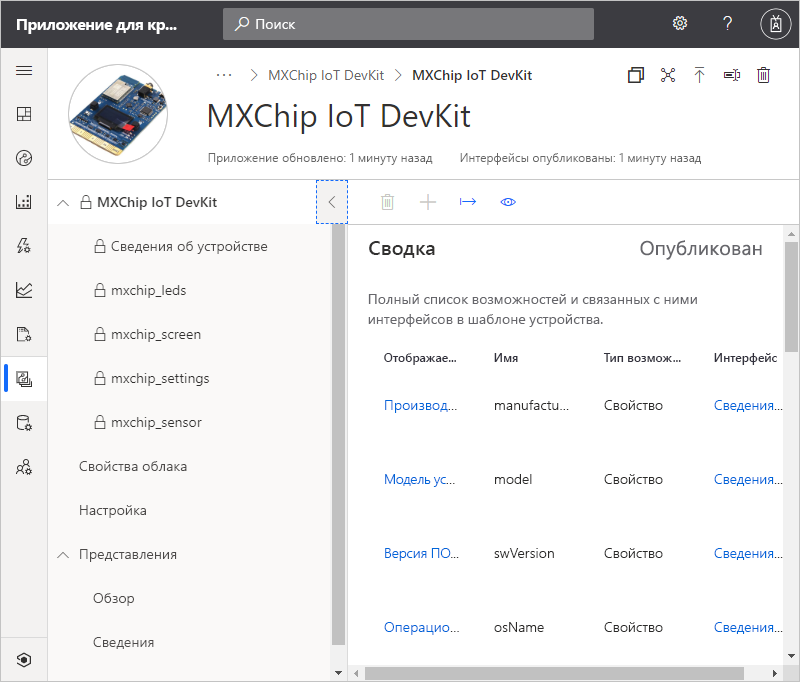 Приложение для кр...
Поиск
?
... > MXChip IoT DevKit > MXChip IoT DevKit
MXChip IoT DevKit
Приложение обновлено: 1 минуту назад Интерфейсы опубликованы: 1 минуту назад
MXChip IoT DevKit
Сведения об устройстве
mxchip_leds
mxchip_screen
mxchip_settings
mxchip_sensor
Свойства облака
Настройка
Представления
Обзор
Сведения
Сводка Опубликован
Полный список возможностей и связанных с ними
интерфейсов в шаблоне устройства.
Отображае... Имя Тип возмож... Интерфейс
Производ... manufactu... Свойство Сведения...
Модель ус... model Свойство Сведения...
Версия ПО... swVersion Свойство Сведения...
Операцио... osName Свойство Сведения...